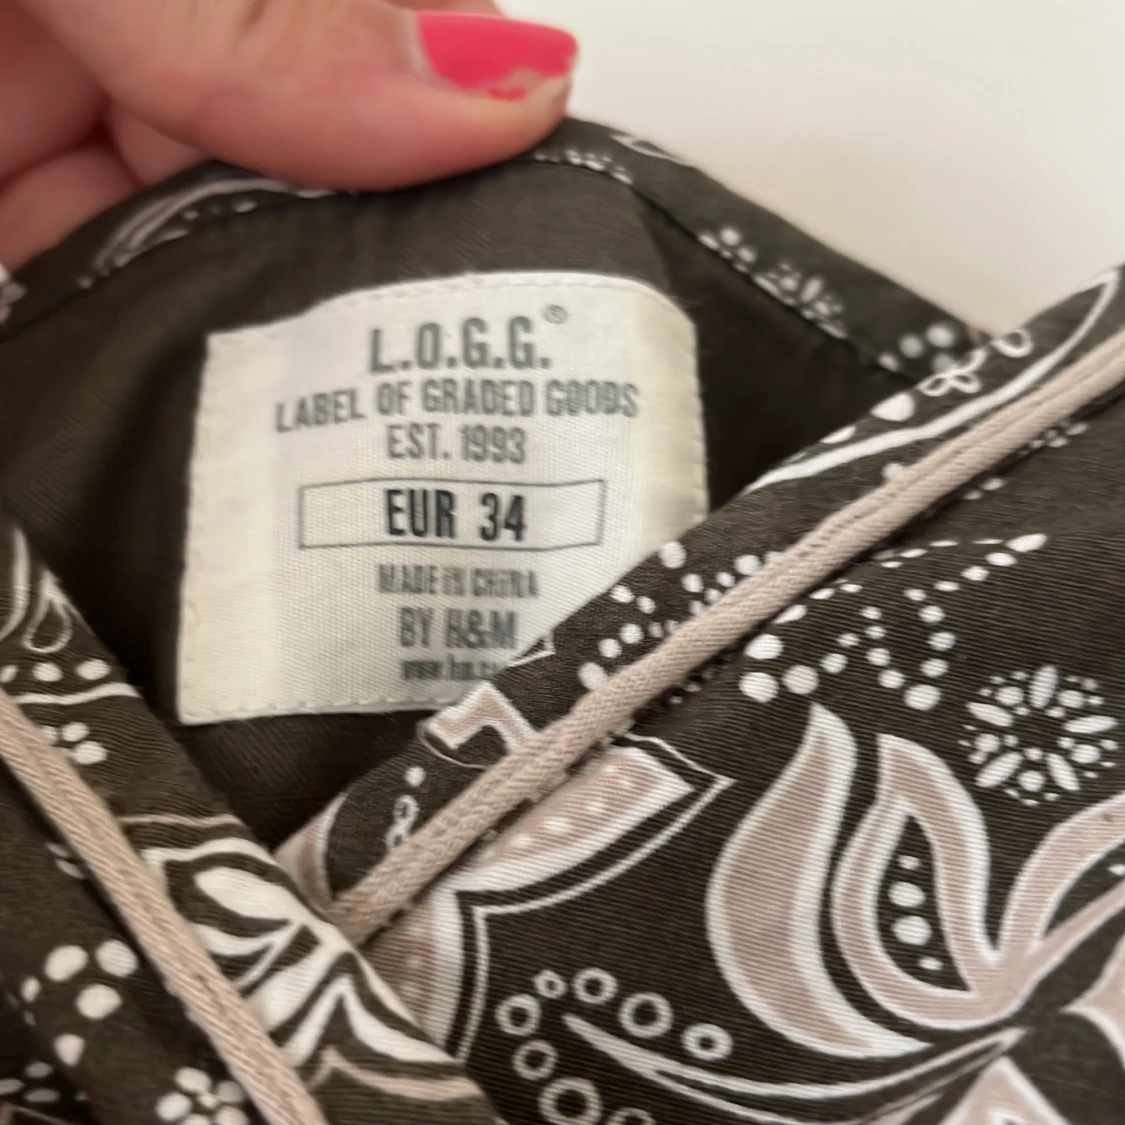 L.O.G.G.®
LABEL OF GRADED GOODS
EST. 1993
EUR 34
MADE IN CHINA
BY H&M